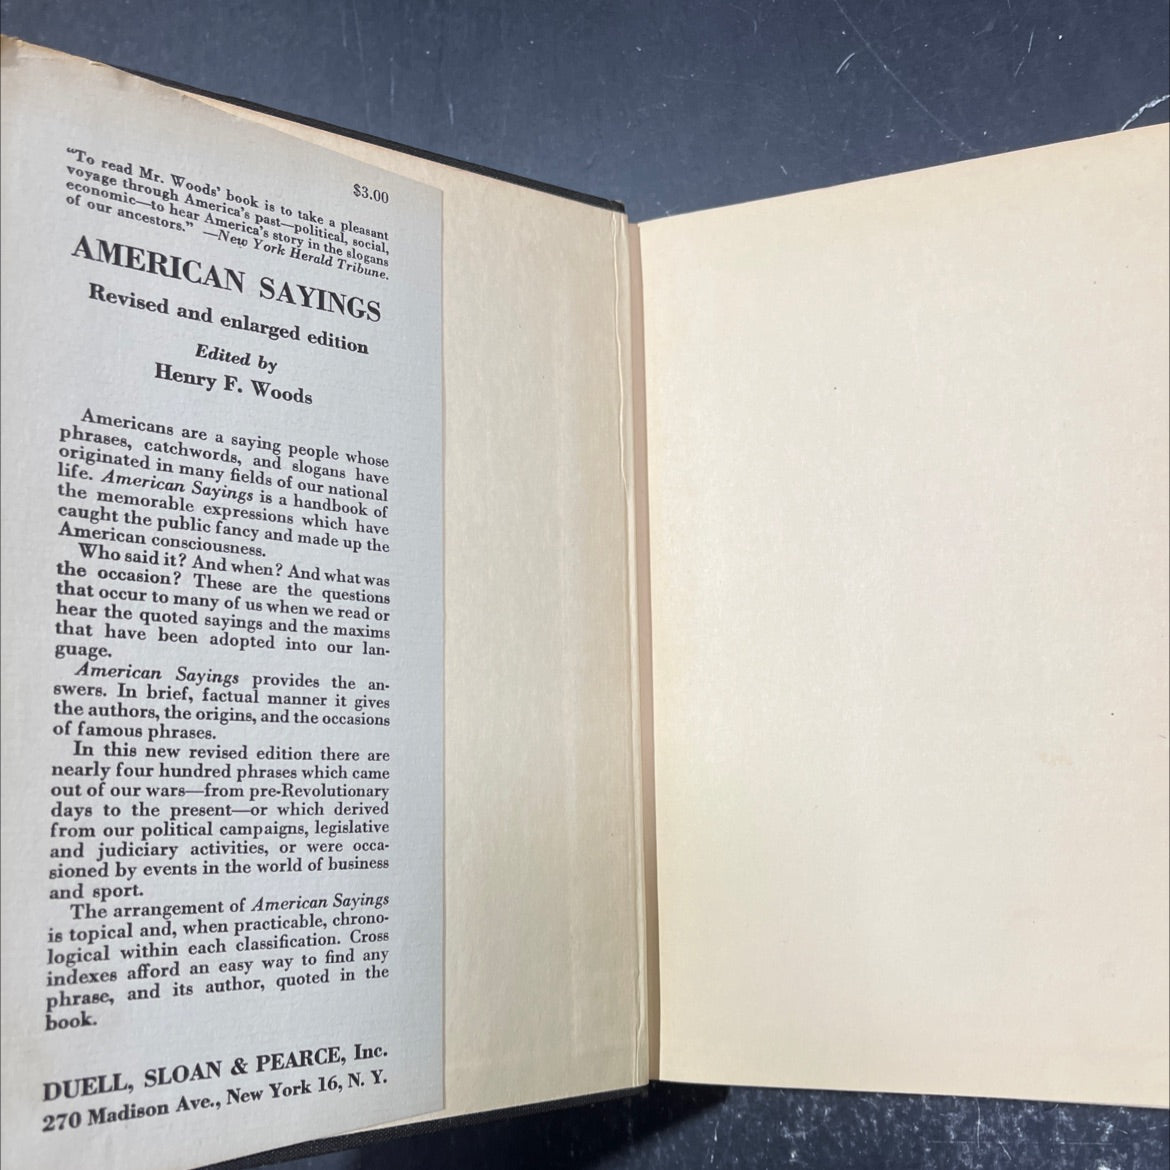 $3.00
"To read Mr. Woods' book is to take a pleasant
voyage through America's past—political, social,
economic—to hear America's story in the slogans
of our ancestors." —New York Herald Tribune.
AMERICAN SAYINGS
Revised and enlarged edition
Edited by
Henry F. Woods
Americans are a saying people whose
phrases, catchwords, and slogans have
originated in many fields of our national
life. American Sayings is a handbook of
the memorable expressions which have
caught the public fancy and made up the
American consciousness.
Who said it? And when? And what was
the occasion? These are the questions
that occur to many of us when we read or
hear the quoted sayings and the maxims
that have been adopted into our lan-
guage.
American Sayings provides the an-
swers. In brief, factual manner it gives
the authors, the origins, and the occasions
of famous phrases.
In this new revised edition there are
nearly four hundred phrases which came
out of our wars—from pre-Revolutionary
days to the present—or which derived
from our political campaigns, legislative
and judiciary activities, or were occa-
sioned by events in the world of business
and sport.
The arrangement of American Sayings
is topical and, when practicable, chrono-
logical within each classification. Cross
indexes afford an easy way to find any
phrase, and its author, quoted in the
book.
DUELL, SLOAN & PEARCE, Inc.
270 Madison Ave., New York 16, N. Y.